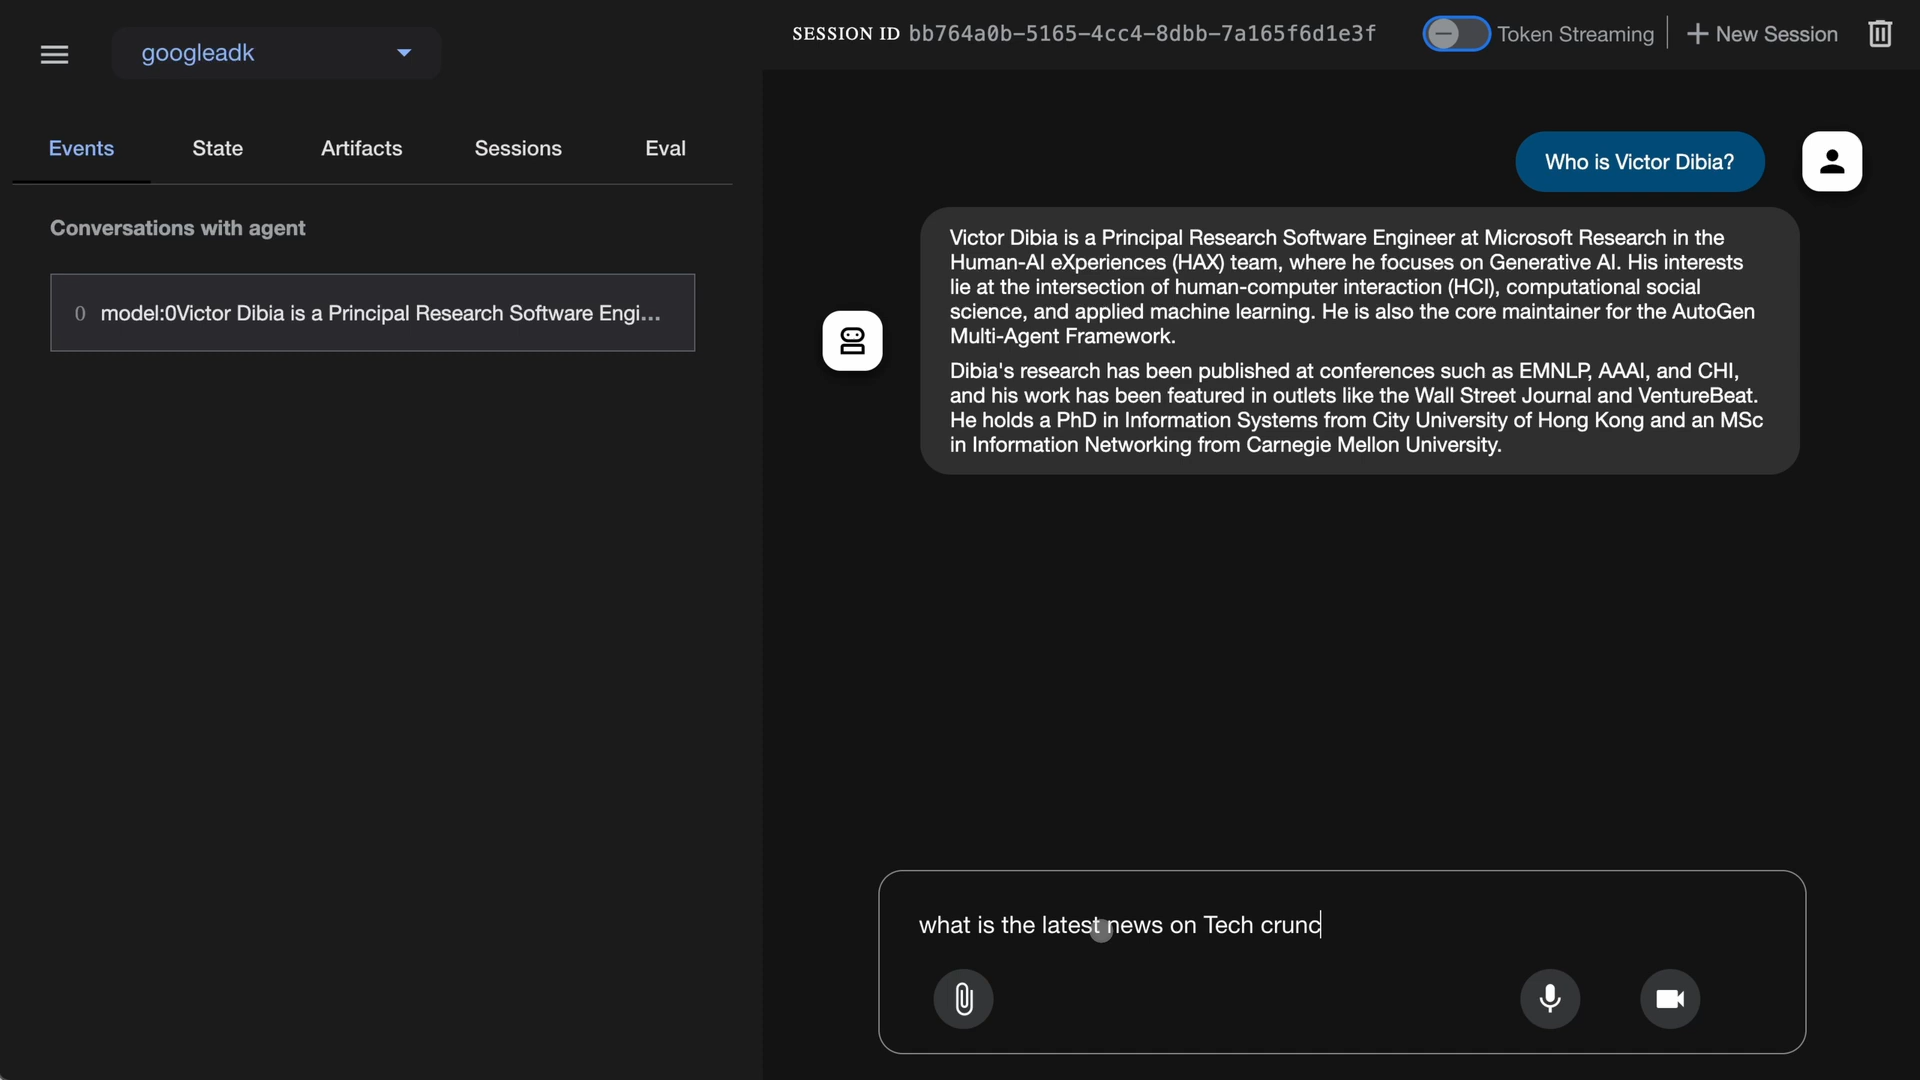 googleadk
SESSION ID bb764a0b-5165-4cc4-8dbb-7a165f6d1e3f
Token Streaming
New Session
Events
State
Artifacts
Sessions
Eval
Conversations with agent
0 model:0Victor Dibia is a Principal Research Software Engi...
Who is Victor Dibia?
Victor Dibia is a Principal Research Software Engineer at Microsoft Research in the
Human-AI eXperiences (HAX) team, where he focuses on Generative AI. His interests
lie at the intersection of human-computer interaction (HCI), computational social
science, and applied machine learning. He is also the core maintainer for the AutoGen
Multi-Agent Framework.
Dibia's research has been published at conferences such as EMNLP, AAAI, and CHI,
and his work has been featured in outlets like the Wall Street Journal and VentureBeat.
He holds a PhD in Information Systems from City University of Hong Kong and an MSc
in Information Networking from Carnegie Mellon University.
what is the latest news on Tech crunc